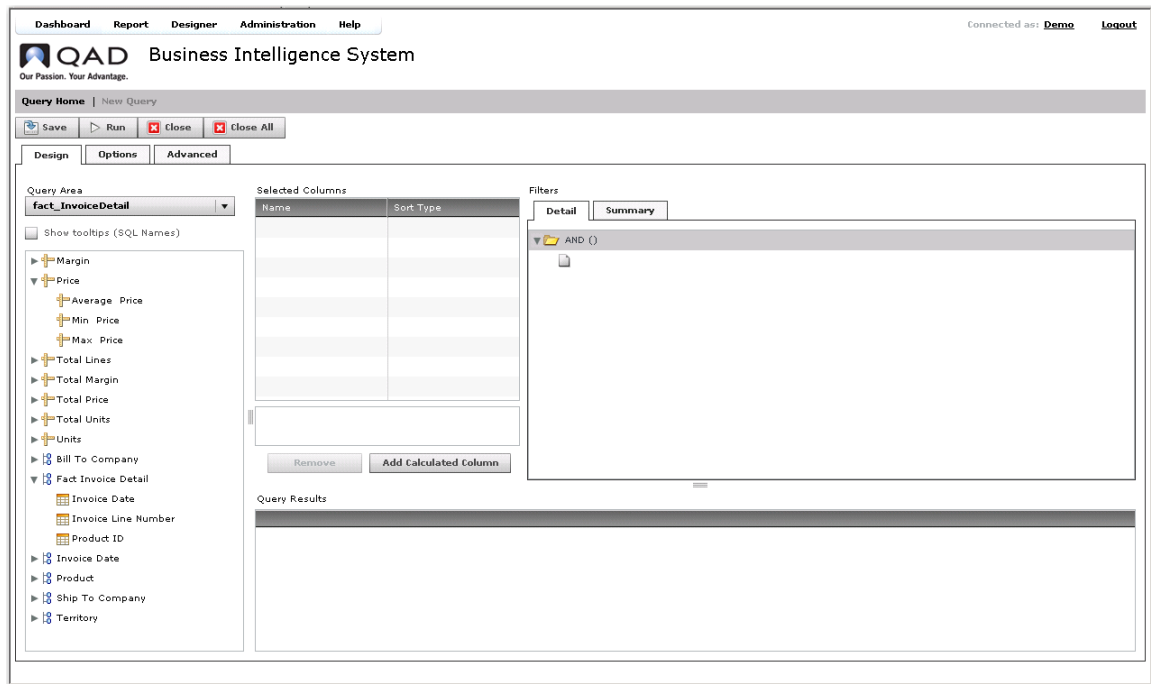 Dashboard Report Designer Administration Help Connected as: Demo Logout
QAD Business Intelligence System
Our Passion. Your Advantage.
Query Home | New Query
Save Run Close Close All
Design Options Advanced
Query Area
fact_InvoiceDetail
Show tooltips (SQL Names)
Margin
Price
Average Price
Min Price
Max Price
Total Lines
Total Margin
Total Price
Total Units
Units
Bill To Company
Fact Invoice Detail
Invoice Date
Invoice Line Number
Product ID
Invoice Date
Product
Ship To Company
Territory
Selected Columns
Name Sort Type
Remove Add Calculated Column
Filters
Detail Summary
AND ()
Query Results